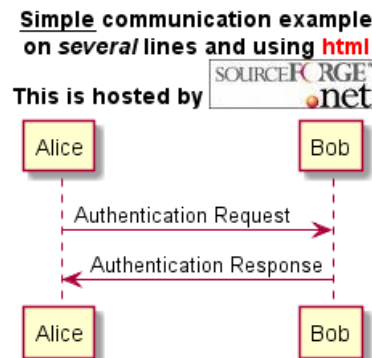 Simple communication example
on several lines and using html
This is hosted by SOURCEFORGE
.net
Alice Bob
Authentication Request
Authentication Response
Alice Bob